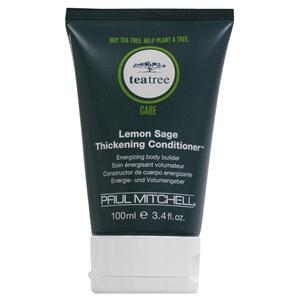 BUY TEA TREE. HELP PLANT A TREE.
teatree
CARE
Lemon Sage
Thickening Conditioner™
Energizing body builder
Soin énergisant volumateur
Constructor de cuerpo energizante
Energie- und Volumengeber
PAUL MITCHELL
100ml ℮ 3.4 fl.oz.